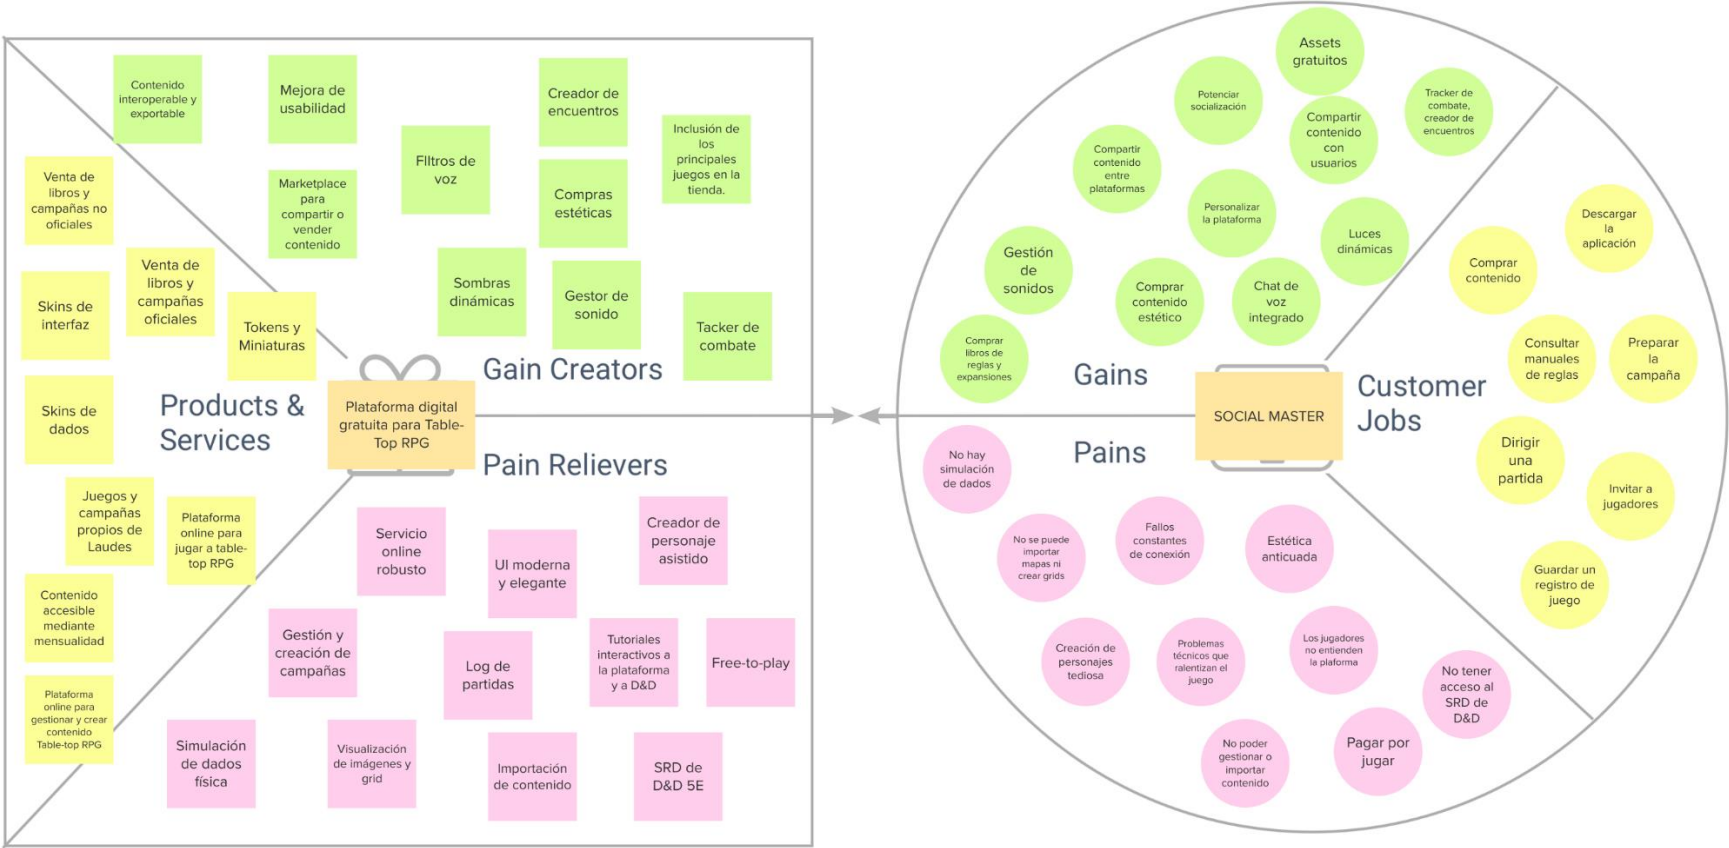 Contenido
interoperable y
exportable
Mejora de
usabilidad
Creador de
encuentros
Inclusión de
los
principales
juegos en la
tienda.
FIltros de
voz
Marketplace
para
compartir o
vender
contenido
Compras
estéticas
Sombras
dinámicas
Gestor de
sonido
Tacker de
combate
Gain Creators
Venta de
libros y
campañas no
oficiales
Venta de
libros y
campañas
oficiales
Skins de
interfaz
Tokens y
Miniaturas
Skins de
dados
Products &
Services
Juegos y
campañas
propios de
Laudes
Plataforma
online para
jugar a table-
top RPG
Contenido
accesible
mediante
mensualidad
Plataforma
online para
gestionar y crear
contenido
Table-top RPG
Plataforma digital
gratuita para Table-
Top RPG
Pain Relievers
Servicio
online
robusto
UI moderna
y elegante
Creador de
personaje
asistido
Gestión y
creación de
campañas
Log de
partidas
Tutoriales
interactivos a
la plataforma
y a D&D
Free-to-play
Simulación
de dados
física
Visualización
de imágenes y
grid
Importación
de contenido
SRD de
D&D 5E
Assets
gratuitos
Potenciar
socialización
Tracker de
combate,
creador de
encuentros
Compartir
contenido
con
usuarios
Compartir
contenido
entre
plataformas
Personalizar
la plataforma
Luces
dinámicas
Gestión
de
sonidos
Comprar
contenido
estético
Chat de
voz
integrado
Comprar
libros de
reglas y
expansiones
Gains
SOCIAL MASTER
Customer
Jobs
Descargar
la
aplicación
Comprar
contenido
Consultar
manuales
de reglas
Preparar
la
campaña
Dirigir
una
partida
Invitar a
jugadores
Guardar un
registro de
juego
Pains
No hay
simulación
de dados
No se puede
importar
mapas ni
crear grids
Fallos
constantes
de conexión
Estética
anticuada
Creación de
personajes
tediosa
Problemas
técnicos que
ralentizan el
juego
Los jugadores
no entienden
la plaforma
No tener
acceso al
SRD de
D&D
No poder
gestionar o
importar
contenido
Pagar por
jugar